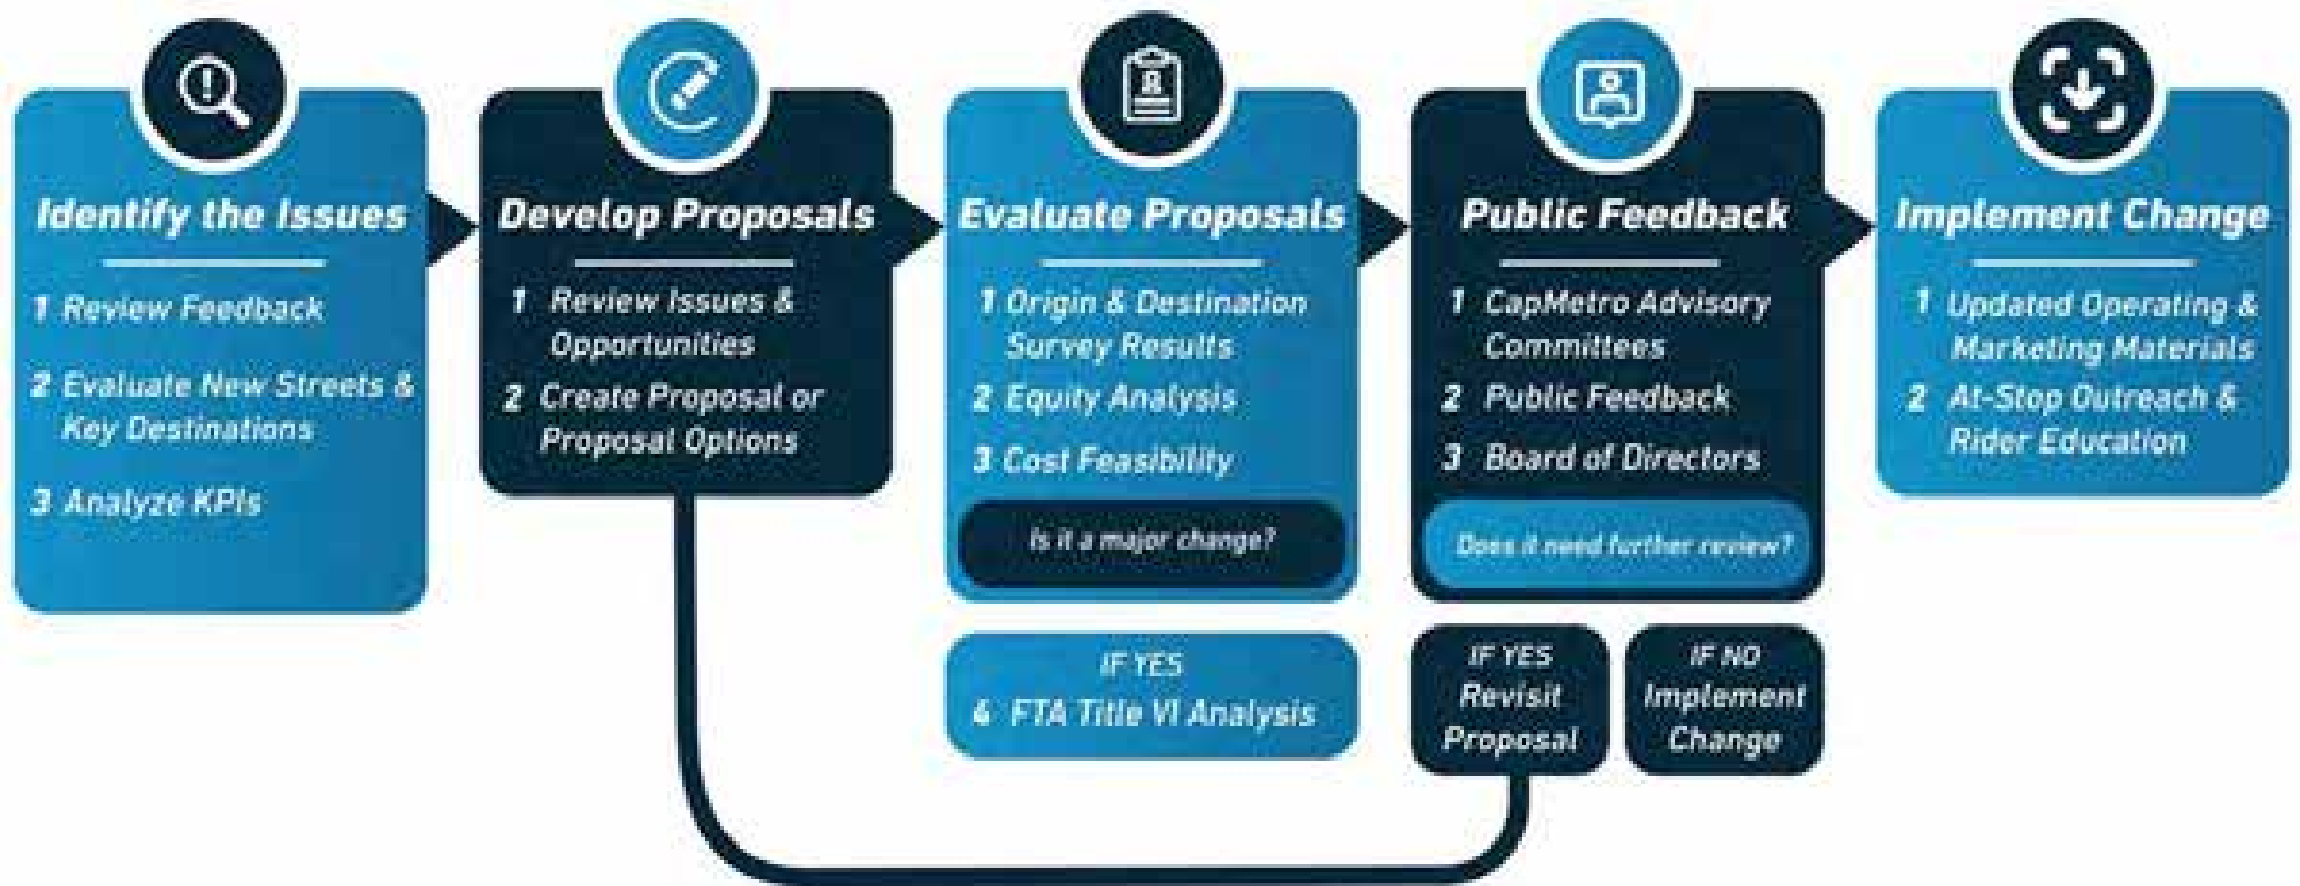 Identify the Issues
1 Review Feedback
2 Evaluate New Streets &
Key Destinations
3 Analyze KPIs
Develop Proposals
1 Review Issues &
Opportunities
2 Create Proposal or
Proposal Options
Evaluate Proposals
1 Origin & Destination
Survey Results
2 Equity Analysis
3 Cost Feasibility
Is it a major change?
IF YES
4 FTA Title VI Analysis
Public Feedback
1 CapMetro Advisory
Committees
2 Public Feedback
3 Board of Directors
Does it need further review?
IF YES
Revisit
Proposal
IF NO
Implement
Change
Implement Change
1 Updated Operating &
Marketing Materials
2 At-Stop Outreach &
Rider Education